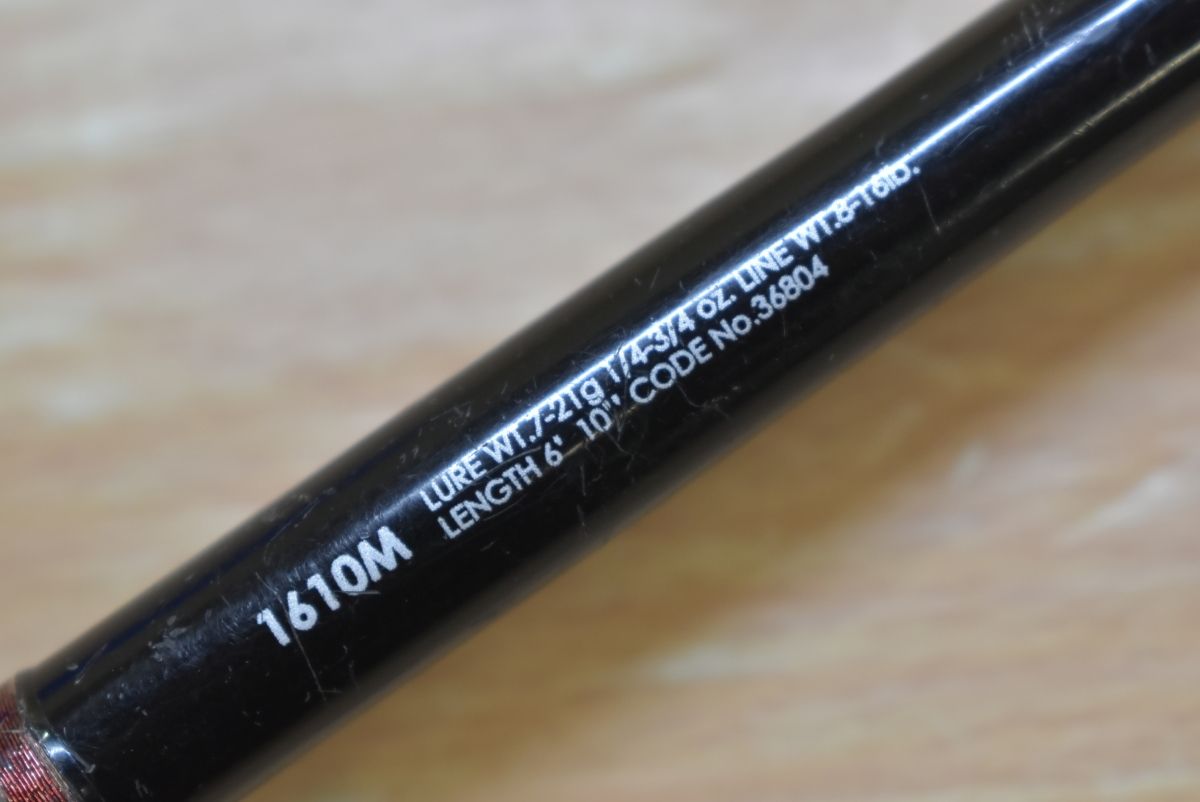 1610M
LURE WT.7-21g 1/4-3/4 oz. LINE WT.8-16lb.
LENGTH 6' 10'' CODE No.36804